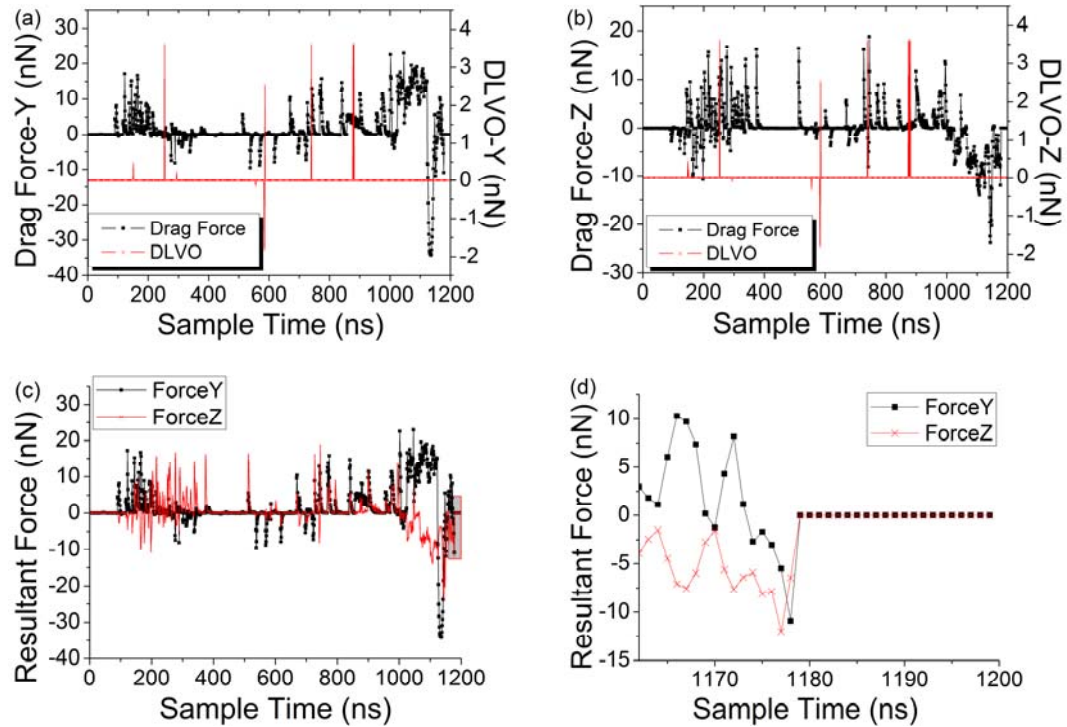 (a)
30
20
10
0
-10
-20
-30
-40
Drag Force-Y (nN)
4
3
2
1
0
-1
-2
DLVO-Y (nN)
Drag Force
DLVO
0 200 400 600 800 1000 1200
Sample Time (ns)
(b)
20
10
0
-10
-20
-30
Drag Force-Z (nN)
4
3
2
1
0
-1
-2
DLVO-Z (nN)
Drag Force
DLVO
0 200 400 600 800 1000 1200
Sample Time (ns)
(c)
ForceY
ForceZ
30
20
10
0
-10
-20
-30
-40
Resultant Force (nN)
0 200 400 600 800 1000 1200
Sample Time (ns)
(d)
ForceY
ForceZ
10
5
0
-5
-10
-15
Resultant Force (nN)
1170 1180 1190 1200
Sample Time (ns)